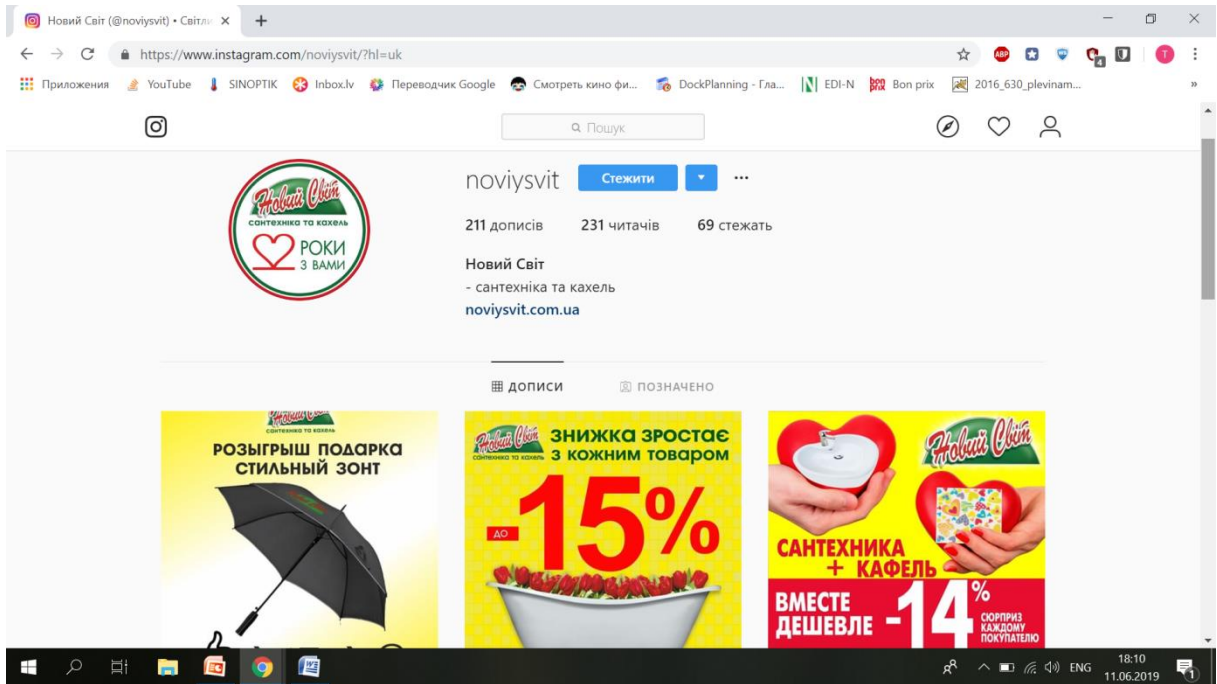 Новий Світ (@noviysvit) • Світли
https://www.instagram.com/noviysvit/?hl=uk
Приложения YouTube SINOPTIK Inbox.lv Переводчик Google Смотреть кино фи... DockPlanning - Гла... EDI-N Bon prix 2016_630_plevinam... »
Пошук
noviysvit Стежити ...
211 дописів 231 читачів 69 стежать
Новий Світ
- сантехніка та кахель
noviysvit.com.ua
Новий Світ
сантехніка та кахель
РОКИ
З ВАМИ
ДОПИСИ ПОЗНАЧЕНО
Новий Світ
сантехніка та кахель
РОЗЫГРЫШ ПОДАРКА
СТИЛЬНЫЙ ЗОНТ
Новий Світ
сантехніка та кахель
ЗНИЖКА ЗРОСТАЄ
З КОЖНИМ ТОВАРОМ
ДО
-15%
Новий Світ
САНТЕХНИКА
+ КАФЕЛЬ
ВМЕСТЕ
ДЕШЕВЛЕ -14%
СЮРПРИЗ
КАЖДОМУ
ПОКУПАТЕЛЮ
ENG 18:10
11.06.2019